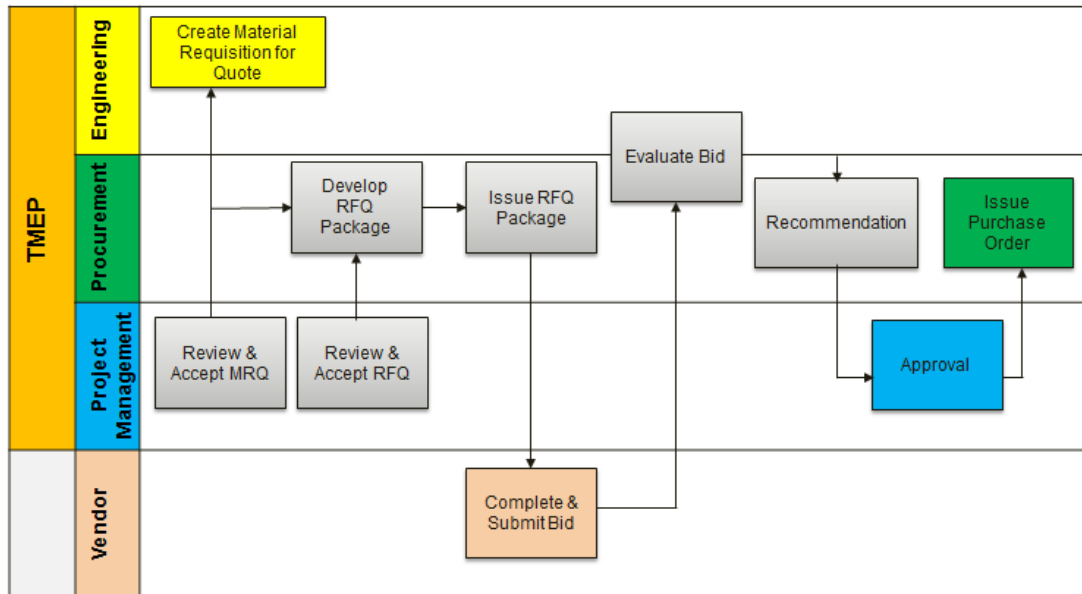 TMEP
Engineering
Create Material
Requisition for
Quote
Procurement
Develop
RFQ
Package
Issue RFQ
Package
Evaluate Bid
Recommendation
Issue
Purchase
Order
Project
Management
Review &
Accept MRQ
Review &
Accept RFQ
Approval
Vendor
Complete &
Submit Bid